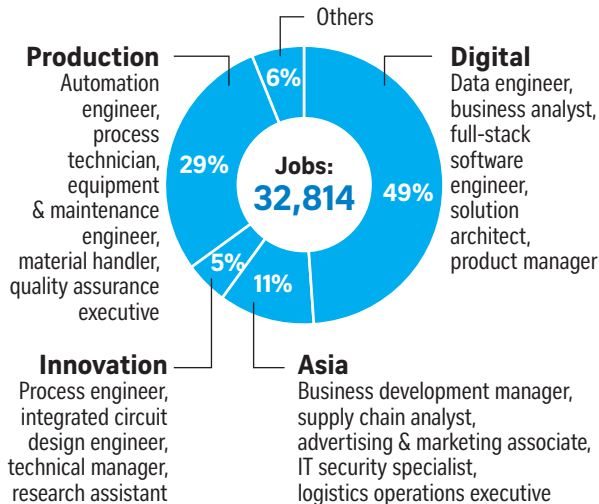 Others
Production
Automation
engineer,
process
technician,
equipment
& maintenance
engineer,
material handler,
quality assurance
executive
6%
29%
Jobs:
32,814
49%
5%
11%
Digital
Data engineer,
business analyst,
full-stack
software
engineer,
solution
architect,
product manager
Innovation
Process engineer,
integrated circuit
design engineer,
technical manager,
research assistant
Asia
Business development manager,
supply chain analyst,
advertising & marketing associate,
IT security specialist,
logistics operations executive